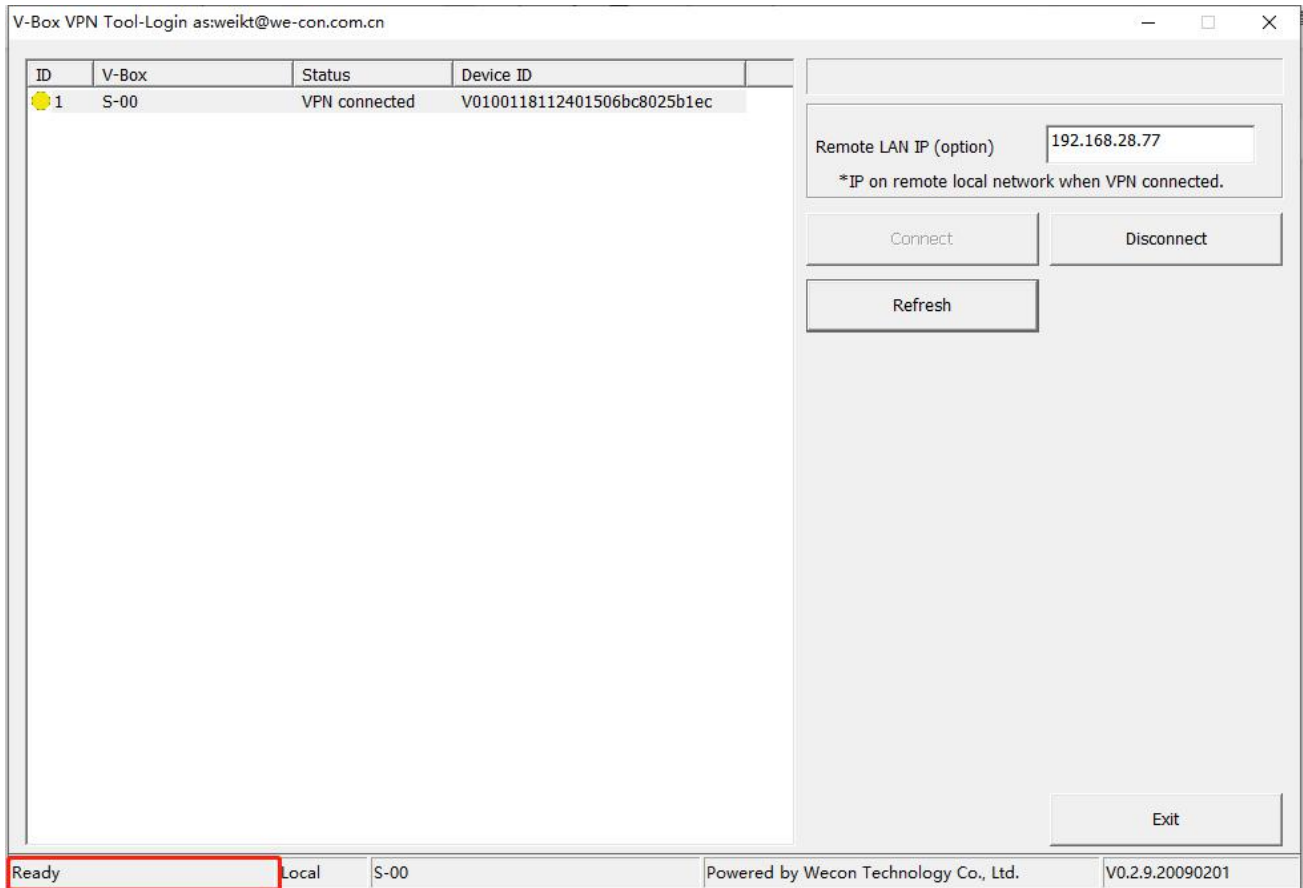 V-Box VPN Tool-Login as:weikt@we-con.com.cn
ID V-Box Status Device ID
1 S-00 VPN connected V0100118112401506bc8025b1ec
Remote LAN IP (option) 192.168.28.77
*IP on remote local network when VPN connected.
Connect Disconnect
Refresh
Exit
Ready Local S-00 Powered by Wecon Technology Co., Ltd. V0.2.9.20090201